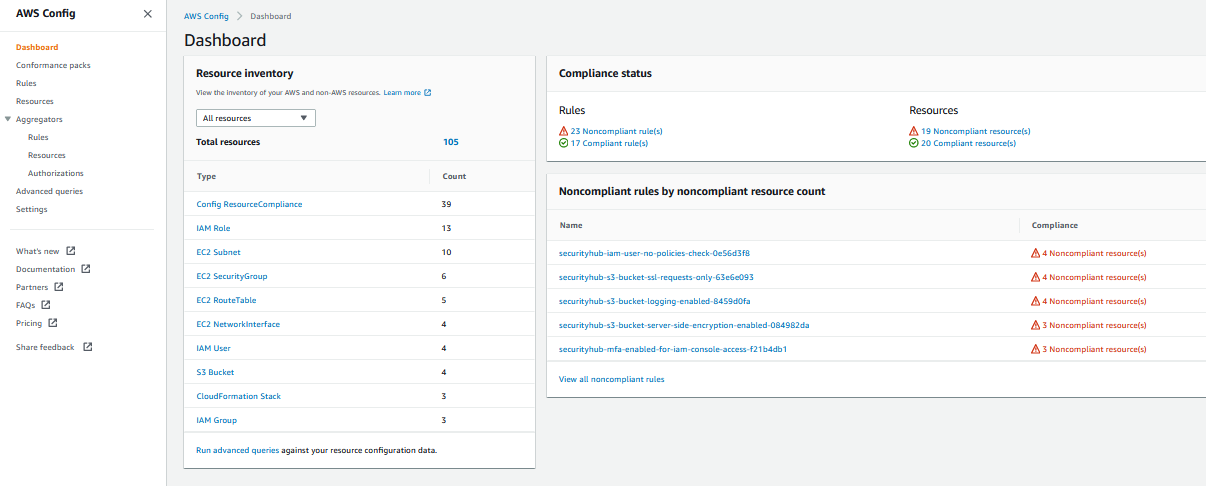 AWS Config
Dashboard
Conformance packs
Rules
Resources
Aggregators
Rules
Resources
Authorizations
Advanced queries
Settings
What's new
Documentation
Partners
FAQs
Pricing
Share feedback
AWS Config > Dashboard
Dashboard
Resource inventory
View the inventory of your AWS and non-AWS resources. Learn more
All resources
Total resources 105
Type Count
Config ResourceCompliance 39
IAM Role 13
EC2 Subnet 10
EC2 SecurityGroup 6
EC2 RouteTable 5
EC2 NetworkInterface 4
IAM User 4
S3 Bucket 4
CloudFormation Stack 3
IAM Group 3
Run advanced queries against your resource configuration data.
Compliance status
Rules Resources
23 Noncompliant rule(s) 19 Noncompliant resource(s)
17 Compliant rule(s) 20 Compliant resource(s)
Noncompliant rules by noncompliant resource count
Name Compliance
securityhub-iam-user-no-policies-check-0e56d3f8 4 Noncompliant resource(s)
securityhub-s3-bucket-ssl-requests-only-63e6e093 4 Noncompliant resource(s)
securityhub-s3-bucket-logging-enabled-8459d0fa 4 Noncompliant resource(s)
securityhub-s3-bucket-server-side-encryption-enabled-084982da 3 Noncompliant resource(s)
securityhub-mfa-enabled-for-iam-console-access-f21b4db1 3 Noncompliant resource(s)
View all noncompliant rules